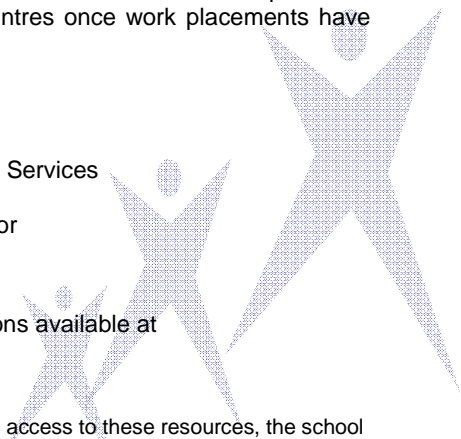 ntres once work placements have
Services
or
ons available at
access to these resources, the school